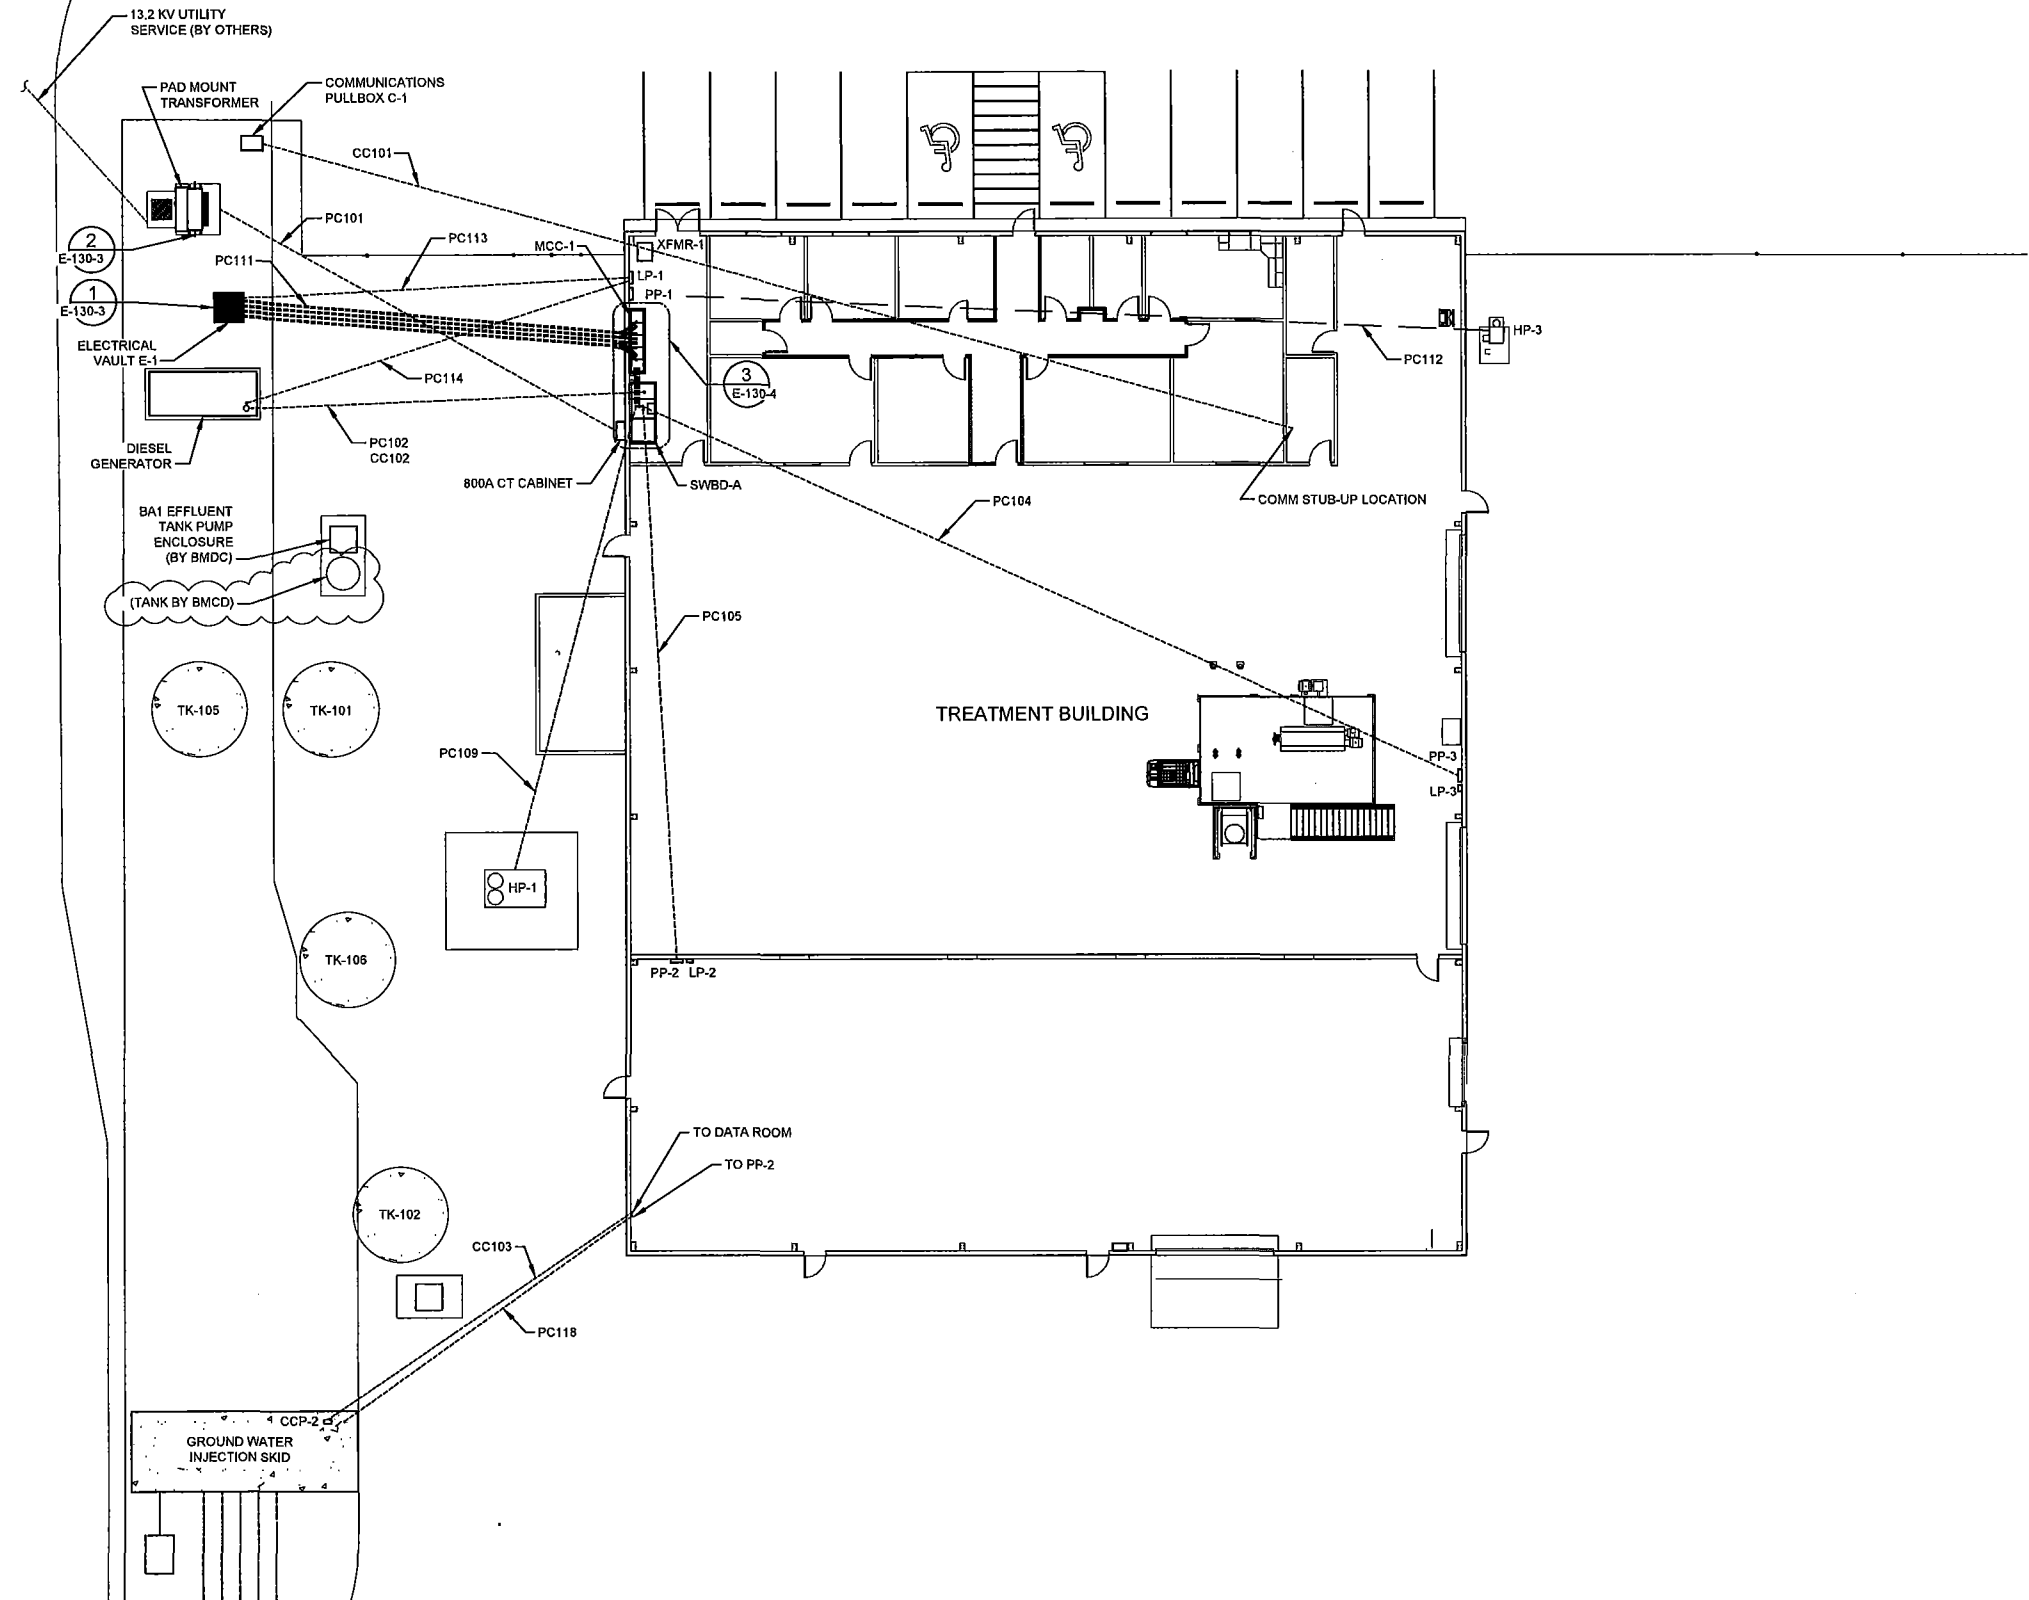 13.2 KV UTILITY
SERVICE (BY OTHERS)
PAD MOUNT
TRANSFORMER
COMMUNICATIONS
PULLBOX C-1
CC101
PC101
PC113
MCC-1
XFMR-1
2
E-130-3
PC111
LP-1
PP-1
1
E-130-3
ELECTRICAL
VAULT E-1
HP-3
PC112
PC114
3
E-130-4
DIESEL
GENERATOR
PC102
CC102
800A CT CABINET
SWBD-A
PC104
COMM STUB-UP LOCATION
BA1 EFFLUENT
TANK PUMP
ENCLOSURE
(BY BMDC)
(TANK BY BMCD)
PC105
TK-105
TK-101
TREATMENT BUILDING
PC109
PP-3
LP-3
HP-1
TK-106
PP-2 LP-2
TO DATA ROOM
TO PP-2
TK-102
CC103
PC118
CCP-2
GROUND WATER
INJECTION SKID